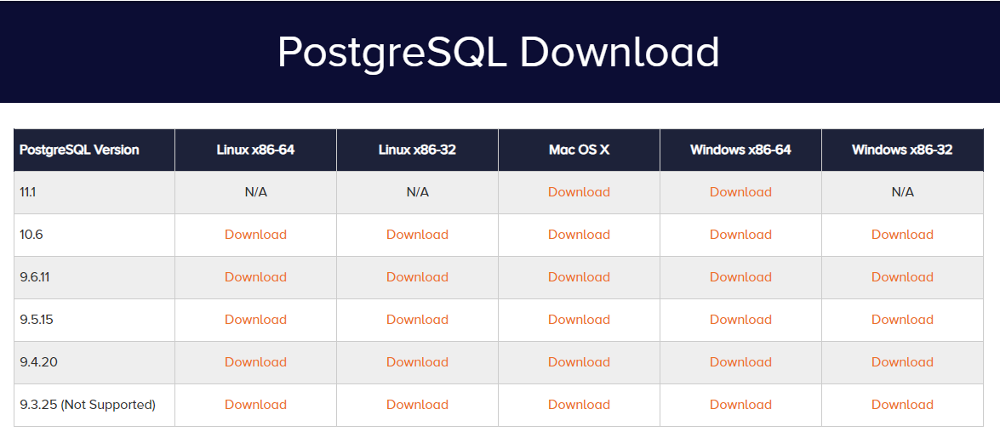 PostgreSQL Download
PostgreSQL Version Linux x86-64 Linux x86-32 Mac OS X Windows x86-64 Windows x86-32
11.1 N/A N/A Download Download N/A
10.6 Download Download Download Download Download
9.6.11 Download Download Download Download Download
9.5.15 Download Download Download Download Download
9.4.20 Download Download Download Download Download
9.3.25 (Not Supported) Download Download Download Download Download